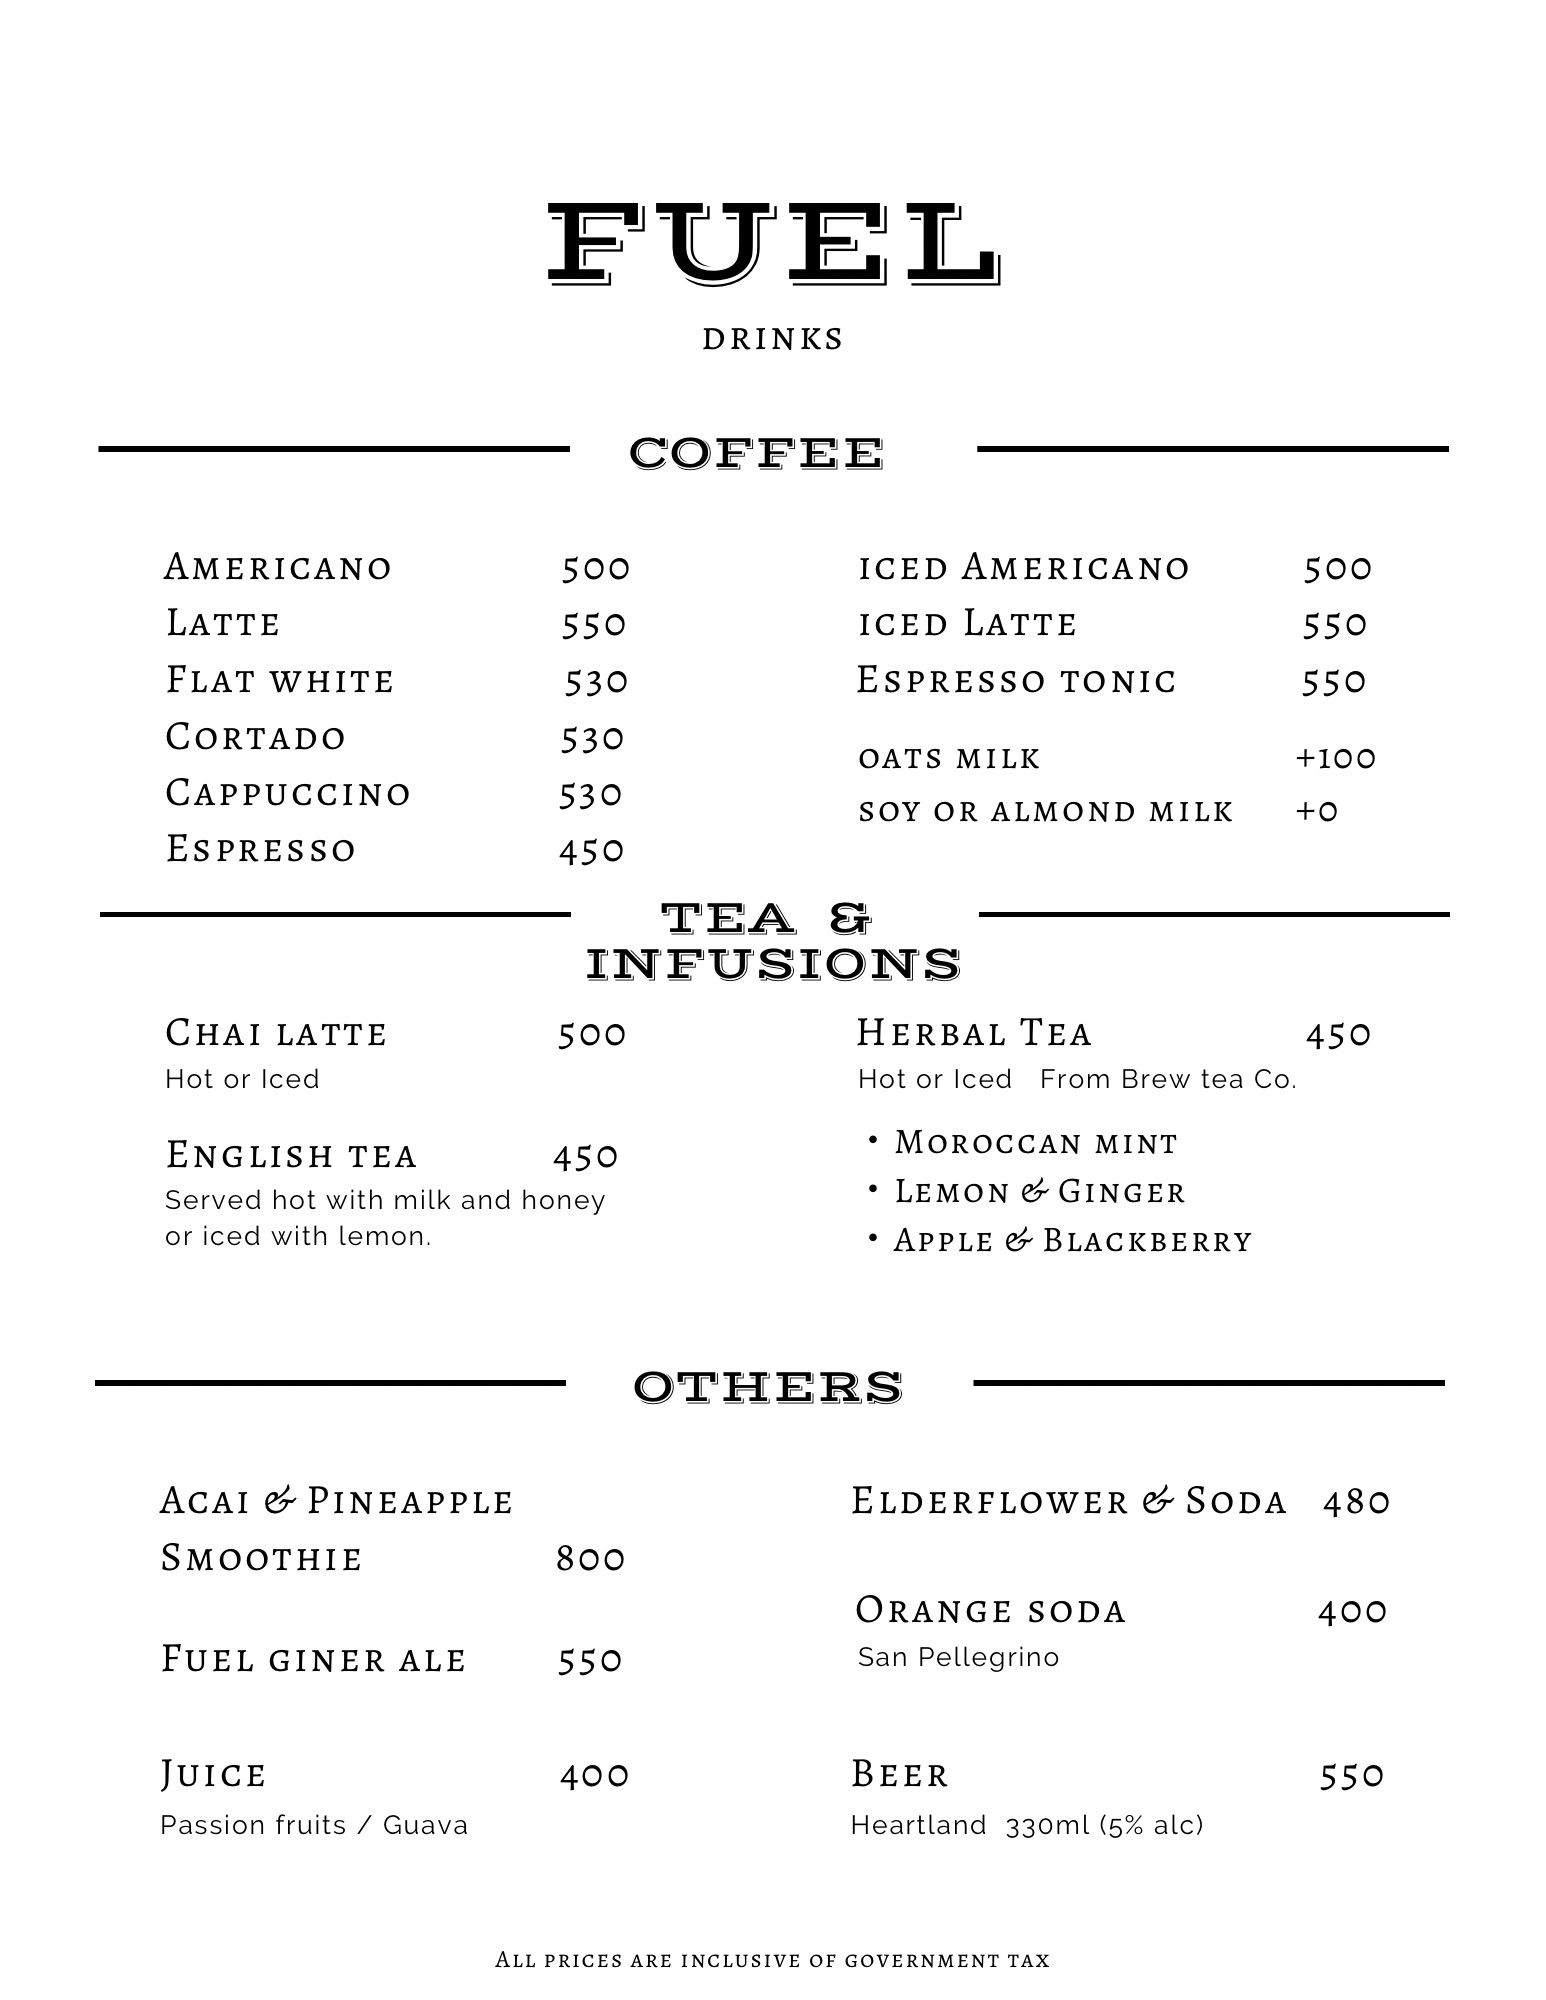 FUEL
DRINKS
COFFEE
AMERICANO 500
LATTE 550
FLAT WHITE 530
CORTADO 530
CAPPUCCINO 530
ESPRESSO 450
ICED AMERICANO 500
ICED LATTE 550
ESPRESSO TONIC 550
OATS MILK +100
SOY OR ALMOND MILK +0
TEA &
INFUSIONS
CHAI LATTE 500
Hot or Iced
ENGLISH TEA 450
Served hot with milk and honey
or iced with lemon.
HERBAL TEA 450
Hot or Iced From Brew tea Co.
• MOROCCAN MINT
• LEMON & GINGER
• APPLE & BLACKBERRY
OTHERS
ACAI & PINEAPPLE
SMOOTHIE 800
FUEL GINER ALE 550
JUICE 400
Passion fruits / Guava
ELDERFLOWER & SODA 480
ORANGE SODA 400
San Pellegrino
BEER 550
Heartland 330ml (5% alc)
ALL PRICES ARE INCLUSIVE OF GOVERNMENT TAX